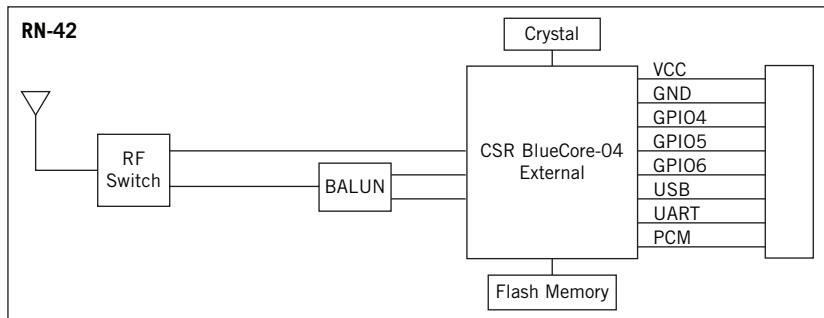 RN-42
Crystal
VCC
GND
GPIO4
GPIO5
GPIO6
USB
UART
PCM
CSR BlueCore-04
External
RF
Switch
BALUN
Flash Memory